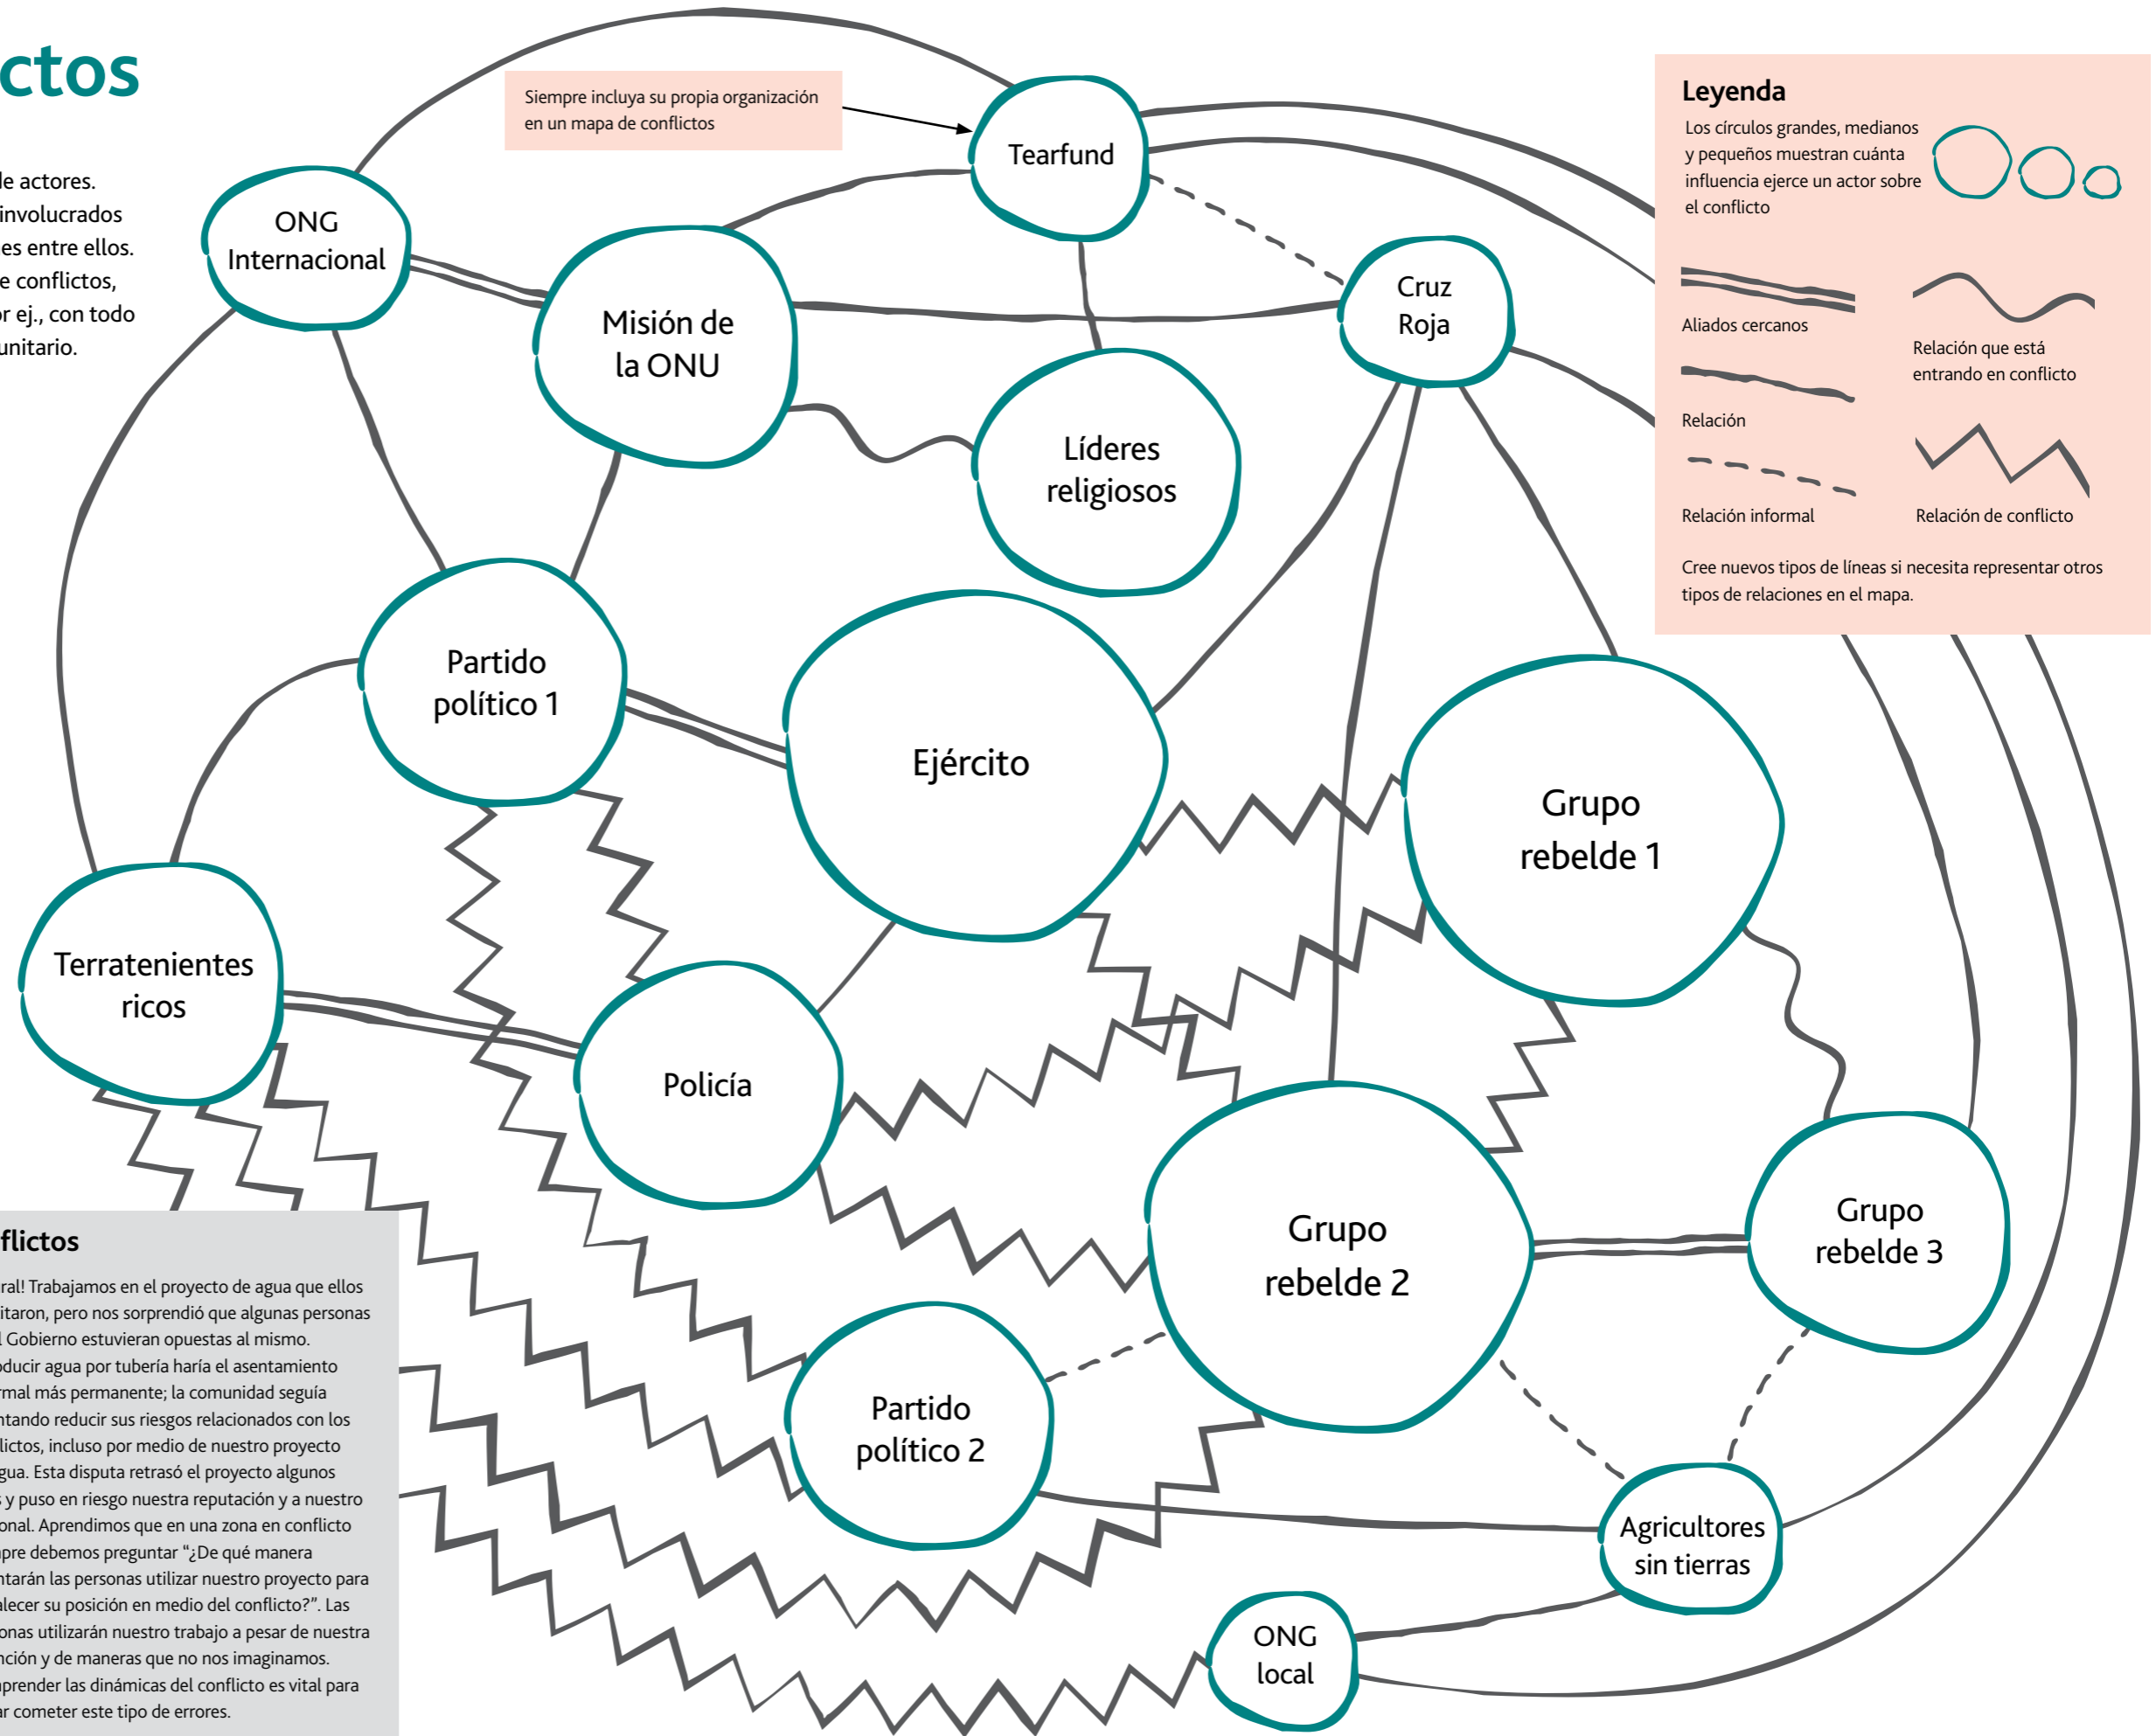 ctos
de actores.
involucrados
es entre ellos.
e conflictos,
or ej., con todo
unitario.
Siempre incluya su propia organización
en un mapa de conflictos
Tearfund
ONG
Internacional
Misión de
la ONU
Cruz
Roja
Líderes
religiosos
Leyenda
Los círculos grandes, medianos
y pequeños muestran cuánta
influencia ejerce un actor sobre
el conflicto
Aliados cercanos
Relación
Relación informal
Relación que está
entrando en conflicto
Relación de conflicto
Cree nuevos tipos de líneas si necesita representar otros
tipos de relaciones en el mapa.
Partido
político 1
Ejército
Grupo
rebelde 1
Terratenientes
ricos
Policía
Grupo
rebelde 2
Grupo
rebelde 3
Partido
político 2
Agricultores
sin tierras
ONG
local
flictos
ral! Trabajamos en el proyecto de agua que ellos
itaron, pero nos sorprendió que algunas personas
l Gobierno estuvieran opuestas al mismo.
oducir agua por tubería haría el asentamiento
rmal más permanente; la comunidad seguía
ntando reducir sus riesgos relacionados con los
flictos, incluso por medio de nuestro proyecto
gua. Esta disputa retrasó el proyecto algunos
s y puso en riesgo nuestra reputación y a nuestro
onal. Aprendimos que en una zona en conflicto
mpre debemos preguntar “¿De qué manera
ntarán las personas utilizar nuestro proyecto para
alecer su posición en medio del conflicto?”. Las
onas utilizarán nuestro trabajo a pesar de nuestra
nción y de maneras que no nos imaginamos.
prender las dinámicas del conflicto es vital para
ar cometer este tipo de errores.